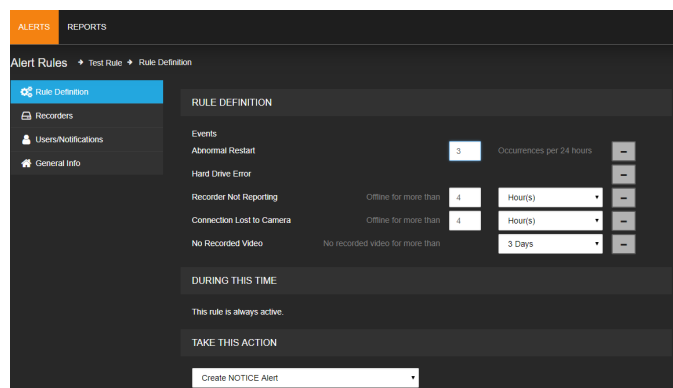 ALERTS REPORTS
Alert Rules → Test Rule → Rule Definition
Rule Definition
Recorders
Users/Notifications
General Info
RULE DEFINITION
Events
Abnormal Restart 3 Occurrences per 24 hours −
Hard Drive Error −
Recorder Not Reporting Offline for more than 4 Hour(s) −
Connection Lost to Camera Offline for more than 4 Hour(s) −
No Recorded Video No recorded video for more than 3 Days −
DURING THIS TIME
This rule is always active.
TAKE THIS ACTION
Create NOTICE Alert